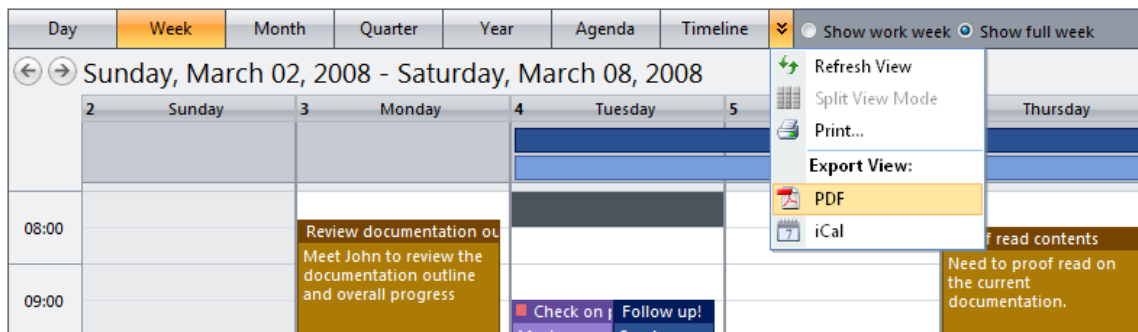 Day Week Month Quarter Year Agenda Timeline Show work week Show full week
Sunday, March 02, 2008 - Saturday, March 08, 2008
Refresh View
Split View Mode
Print...
Export View:
PDF
iCal
2 Sunday 3 Monday 4 Tuesday 5 Thursday
08:00
09:00
Review documentation
Meet John to review the
documentation outline
and overall progress
Check on
Follow up!
read contents
Need to proof read on
the current
documentation.
7